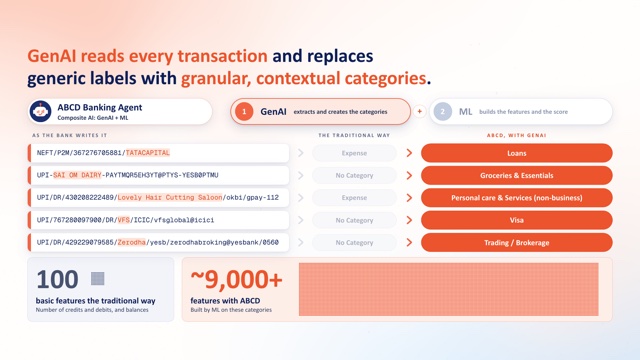 GenAI reads every transaction and replaces
generic labels with granular, contextual categories.
ABCD Banking Agent
Composite AI: GenAI + ML
1 GenAI extracts and creates the categories
+
2 ML builds the features and the score
AS THE BANK WRITES IT
THE TRADITIONAL WAY
ABCD, WITH GENAI
NEFT/P2M/367276705881/TATACAPITAL
Expense
Loans
UPI-SAI OM DAIRY-PAYTMQR5EH3YT@PTYS-YESB0PTMU
No Category
Groceries & Essentials
UPI/DR/430208222489/Lovely Hair Cutting Saloon/okbi/gpay-112
Expense
Personal care & Services (non-business)
UPI/767280097900/DR/VFS/ICIC/vfsglobal@icici
No Category
Visa
UPI/DR/429229079585/Zerodha/yesb/zerodhabroking@yesbank/0560
No Category
Trading / Brokerage
100
basic features the traditional way
Number of credits and debits, and balances
~9,000+
features with ABCD
Built by ML on these categories